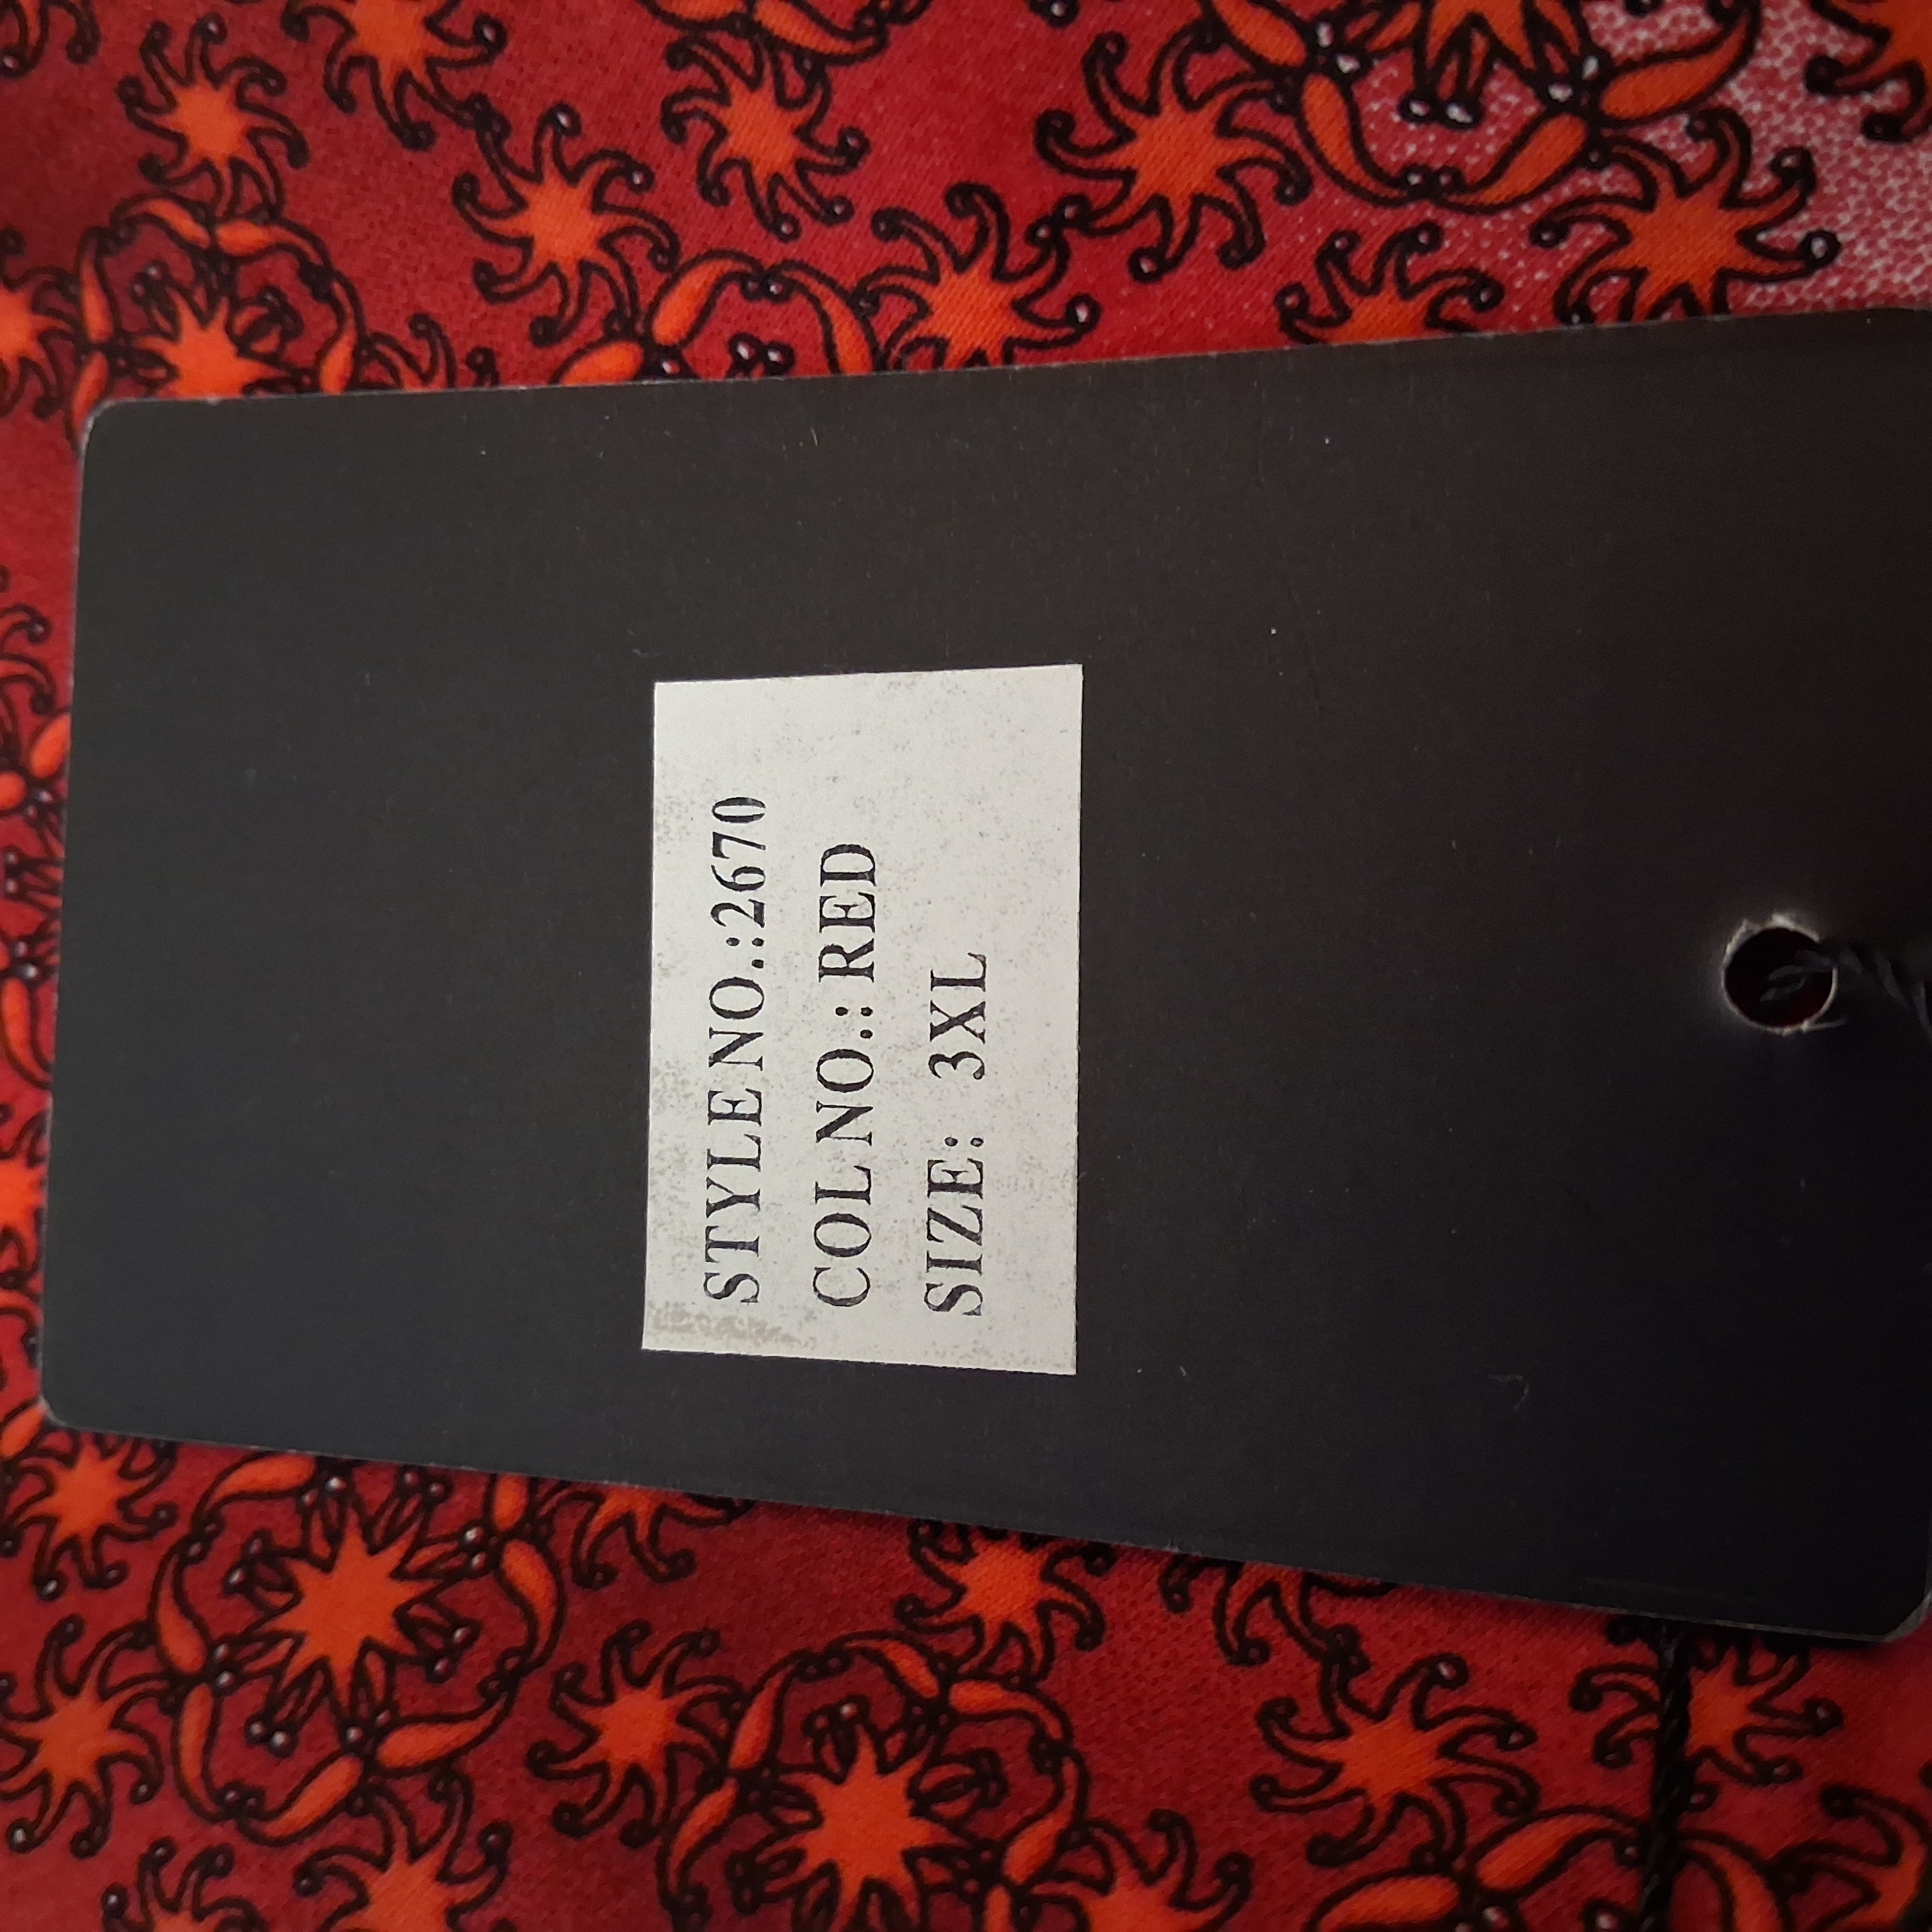 STYLE NO.:2670
COL NO.: RED
SIZE: 3XL